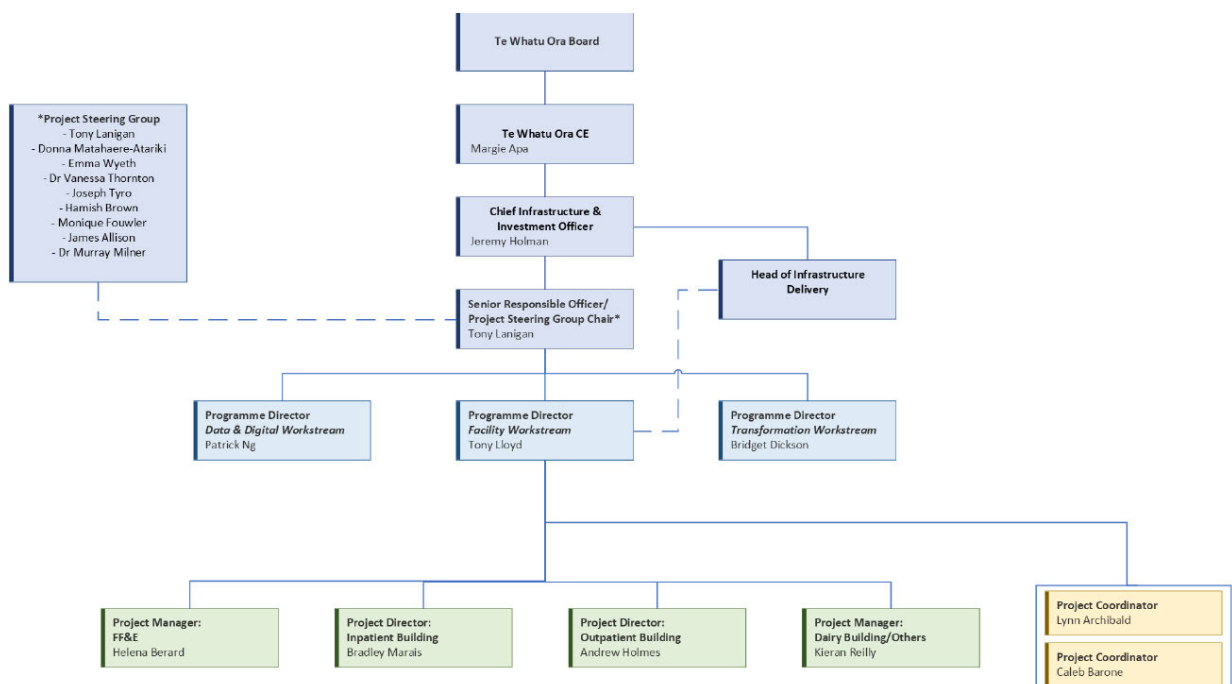 Te Whatu Ora Board
*Project Steering Group
- Tony Lanigan
- Donna Matahaere-Atariki
- Emma Wyeth
- Dr Vanessa Thornton
- Joseph Tyro
- Hamish Brown
- Monique Fouwler
- James Allison
- Dr Murray Milner
Te Whatu Ora CE
Margie Apa
Chief Infrastructure &
Investment Officer
Jeremy Holman
Head of Infrastructure
Delivery
Senior Responsible Officer/
Project Steering Group Chair*
Tony Lanigan
Programme Director
Data & Digital Workstream
Patrick Ng
Programme Director
Facility Workstream
Tony Lloyd
Programme Director
Transformation Workstream
Bridget Dickson
Project Manager:
FF&E
Helena Berard
Project Director:
Inpatient Building
Bradley Marais
Project Director:
Outpatient Building
Andrew Holmes
Project Manager:
Dairy Building/Others
Kieran Reilly
Project Coordinator
Lynn Archibald
Project Coordinator
Caleb Barone